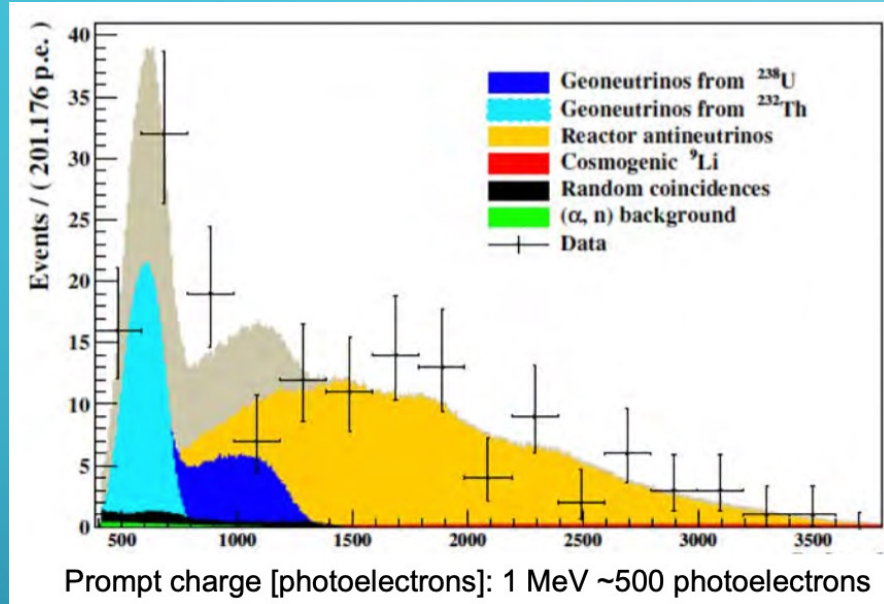 Events / ( 201.176 p.e. )
40
35
30
25
20
15
10
5
0
Geoneutrinos from ²³⁸U
Geoneutrinos from ²³²Th
Reactor antineutrinos
Cosmogenic ⁹Li
Random coincidences
(α, n) background
Data
500 1000 1500 2000 2500 3000 3500
Prompt charge [photoelectrons]: 1 MeV ~500 photoelectrons